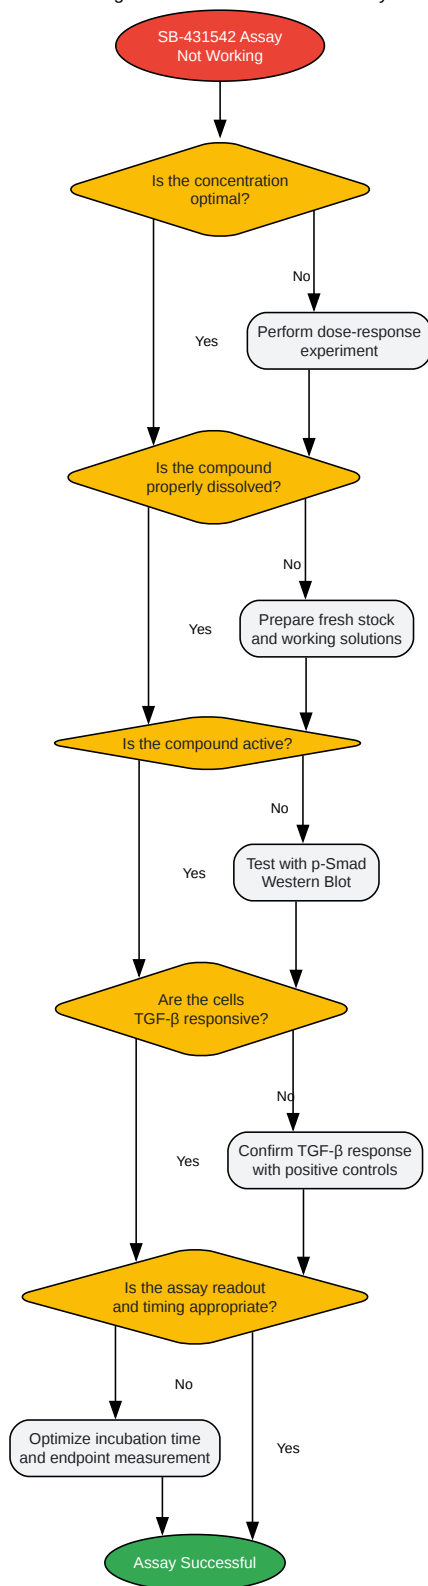 SB-431542 Assay
Not Working
Is the concentration
optimal?
No
Yes
Perform dose-response
experiment
Is the compound
properly dissolved?
No
Yes
Prepare fresh stock
and working solutions
Is the compound active?
No
Yes
Test with p-Smad
Western Blot
Are the cells
TGF-β responsive?
No
Yes
Confirm TGF-β response
with positive controls
Is the assay readout
and timing appropriate?
No
Yes
Optimize incubation time
and endpoint measurement
Assay Successful